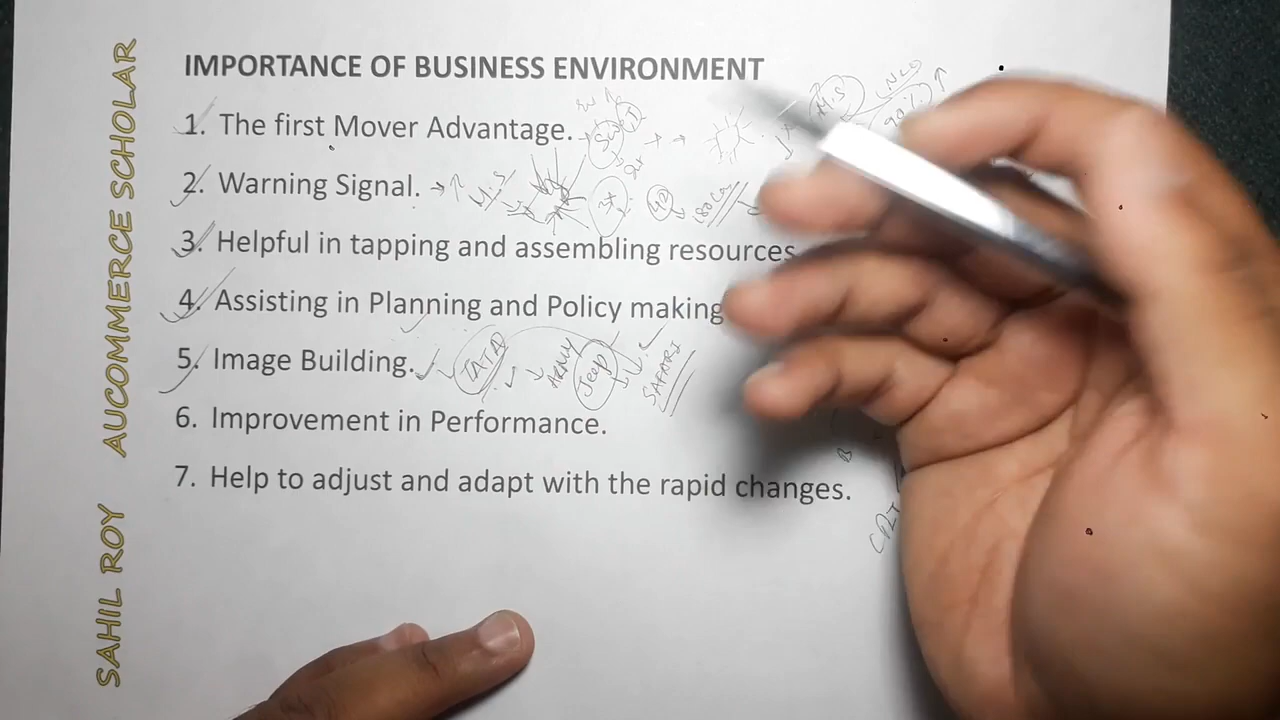 IMPORTANCE OF BUSINESS ENVIRONMENT
1. The first Mover Advantage.
2. Warning Signal. M.S
3. Helpful in tapping and assembling resources
4. Assisting in Planning and Policy making
5. Image Building. TATA ARMY Jeep SAFARI
6. Improvement in Performance.
7. Help to adjust and adapt with the rapid changes.
M.S
90%
SAHIL ROY AUCOMMERCE SCHOLAR